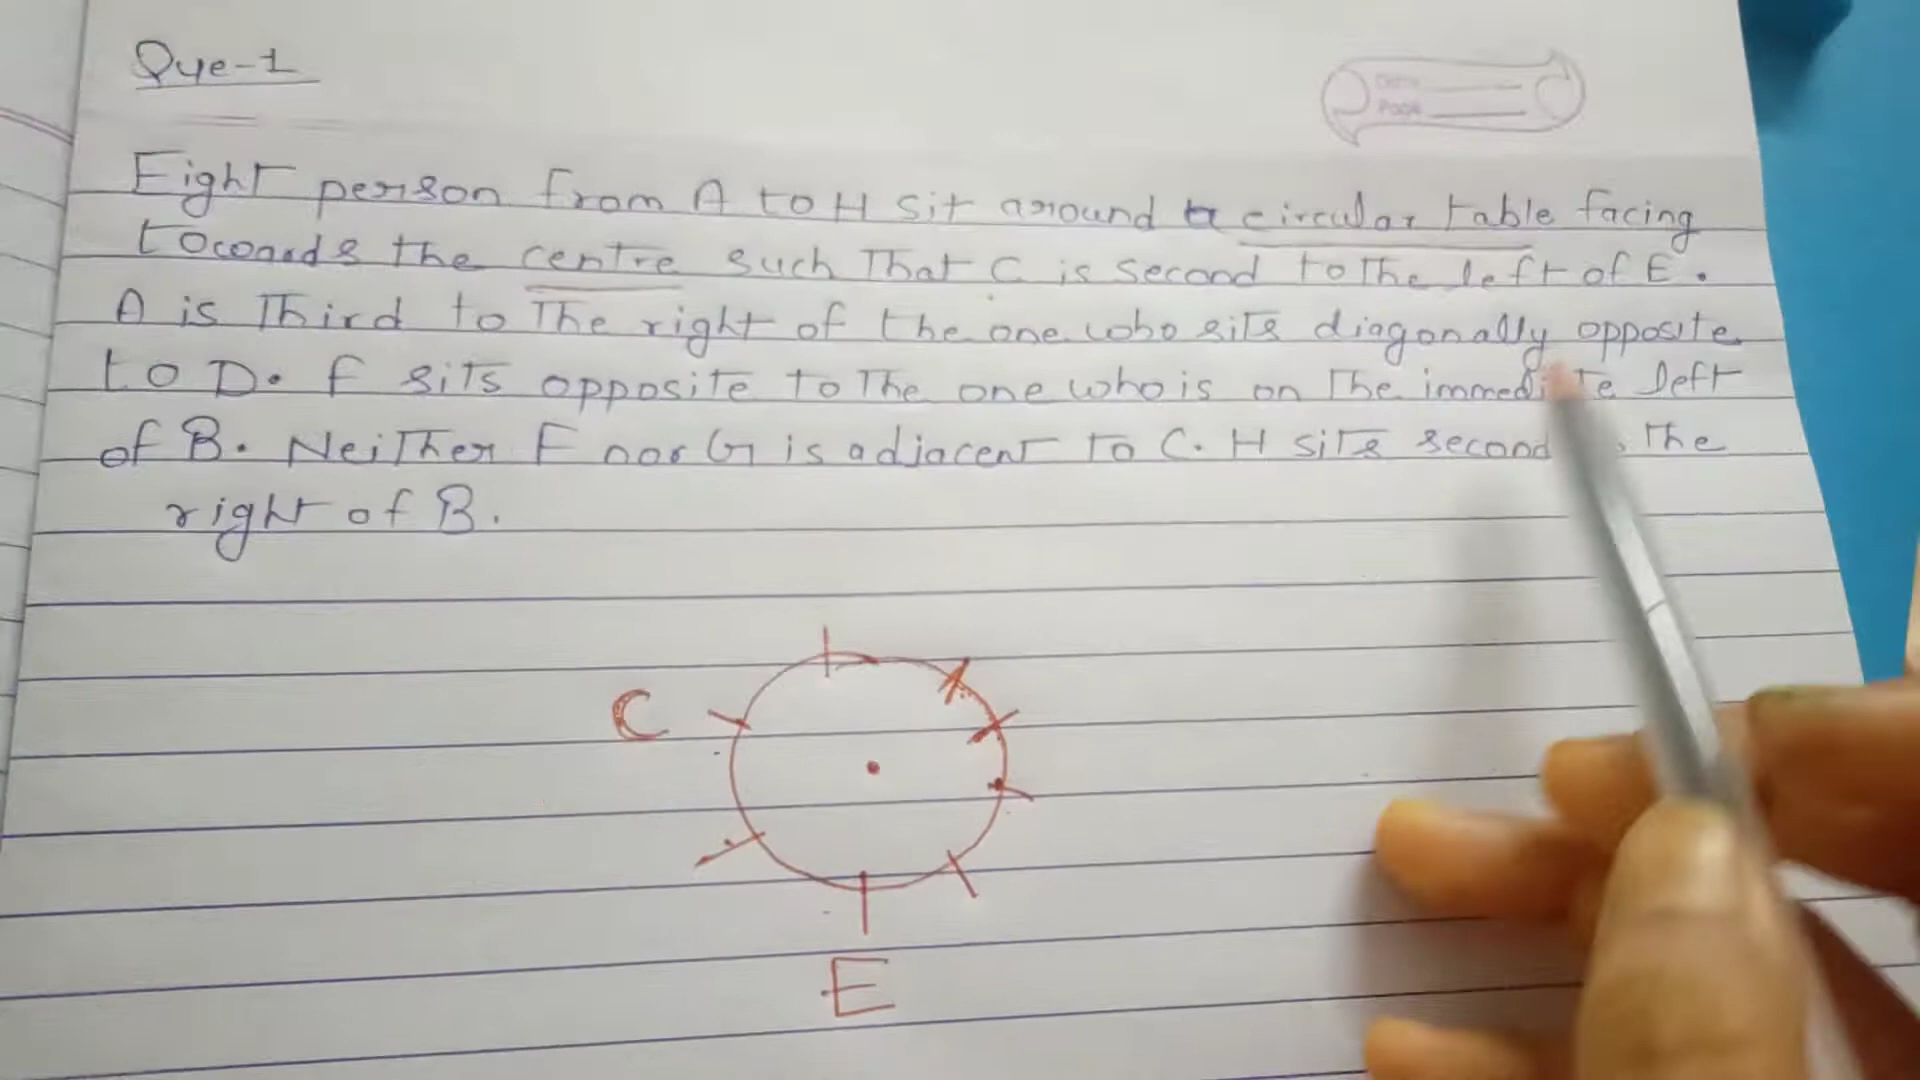 Que-1
Date
Page
Eight person from A to H sit around a circular table facing
towards the centre such That C is second to The left of E.
A is Third to The right of the one who sits diagonally opposite
to D. F sits opposite to The one who is on The left
of B. Neither F nor G is adjacent to C. H sits second The
right of B.
C
E